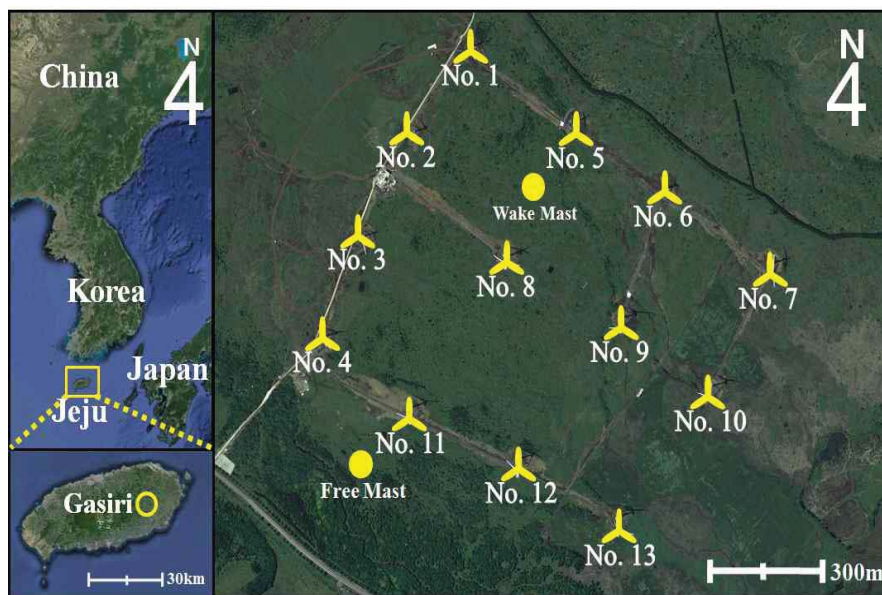 China
N
4
Korea
Japan
Jeju
Gasiri
30km
N
4
No. 1
No. 2
No. 5
Wake Mast
No. 6
No. 3
No. 8
No. 7
No. 9
No. 4
No. 10
No. 11
Free Mast
No. 12
No. 13
300m